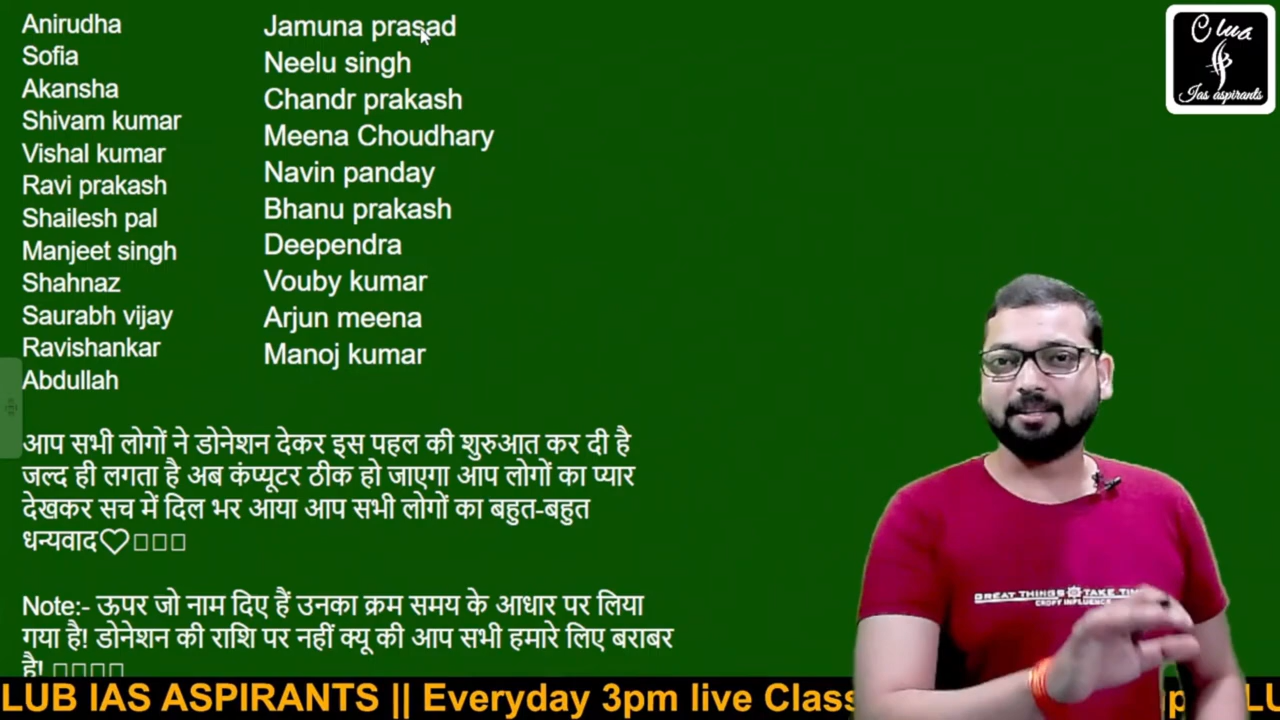 Anirudha
Sofia
Akansha
Shivam kumar
Vishal kumar
Ravi prakash
Shailesh pal
Manjeet singh
Shahnaz
Saurabh vijay
Ravishankar
Abdullah
Jamuna prasad
Neelu singh
Chandr prakash
Meena Choudhary
Navin panday
Bhanu prakash
Deependra
Vouby kumar
Arjun meena
Manoj kumar
आप सभी लोगों ने डोनेशन देकर इस पहल की शुरुआत कर दी है
जल्द ही लगता है अब कंप्यूटर ठीक हो जाएगा आप लोगों का प्यार
देखकर सच में दिल भर आया आप सभी लोगों का बहुत-बहुत
धन्यवाद♡
Note:- ऊपर जो नाम दिए हैं उनका क्रम समय के आधार पर लिया
गया है! डोनेशन की राशि पर नहीं क्यू की आप सभी हमारे लिए बराबर
है!
Club
Ias aspirants
GREAT THINGS TAKE
CROPY INFLUENCE
LUB IAS ASPIRANTS || Everyday 3pm live Class